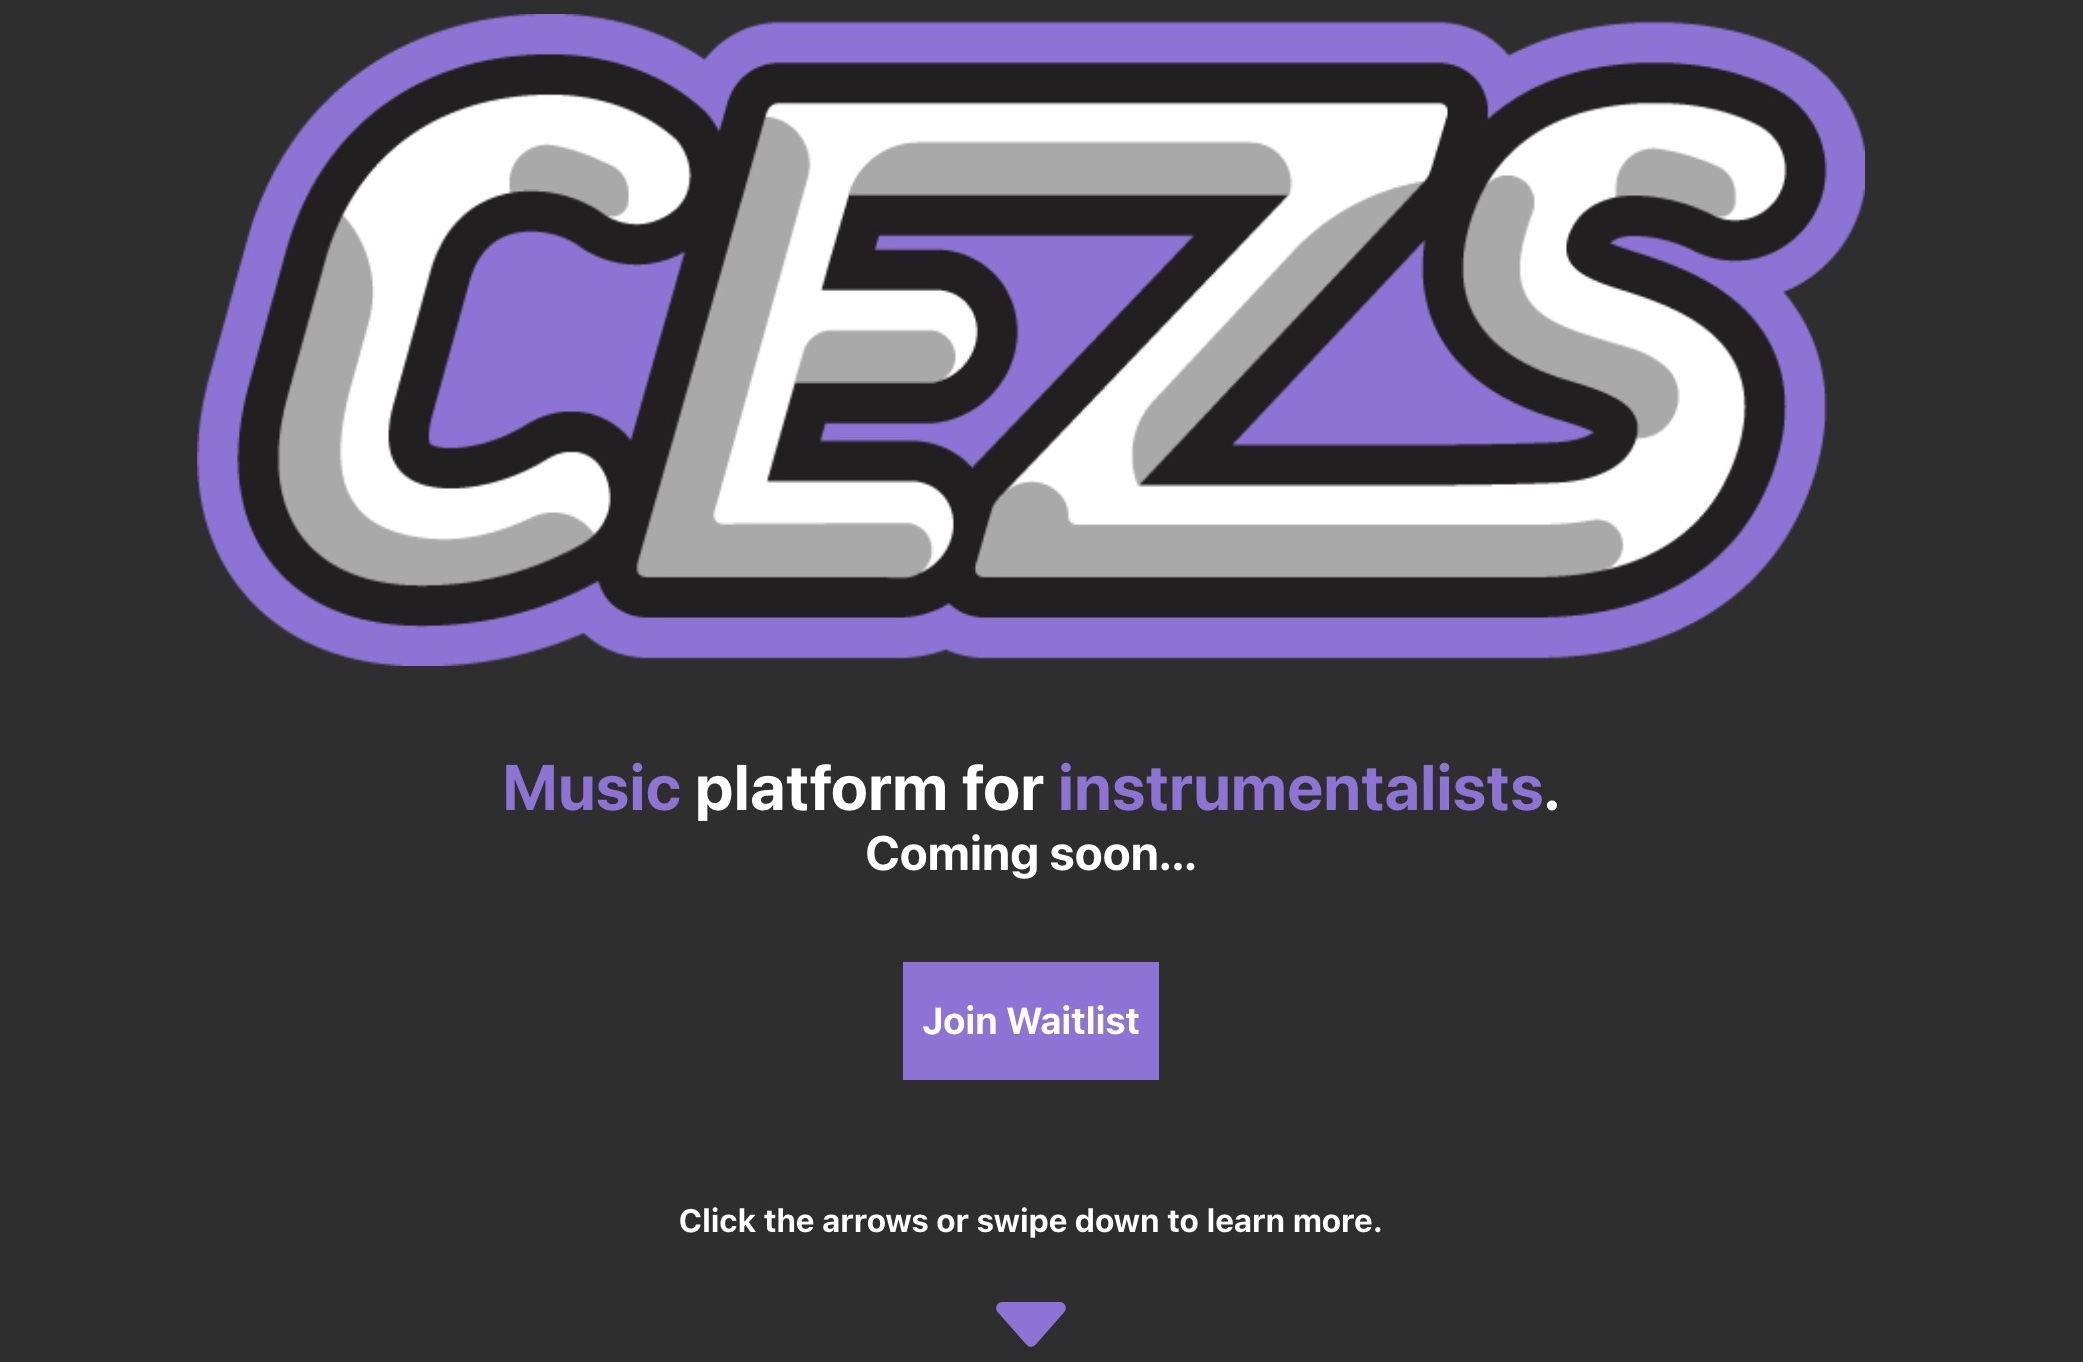 CEZS
Music platform for instrumentalists.
Coming soon...
Join Waitlist
Click the arrows or swipe down to learn more.